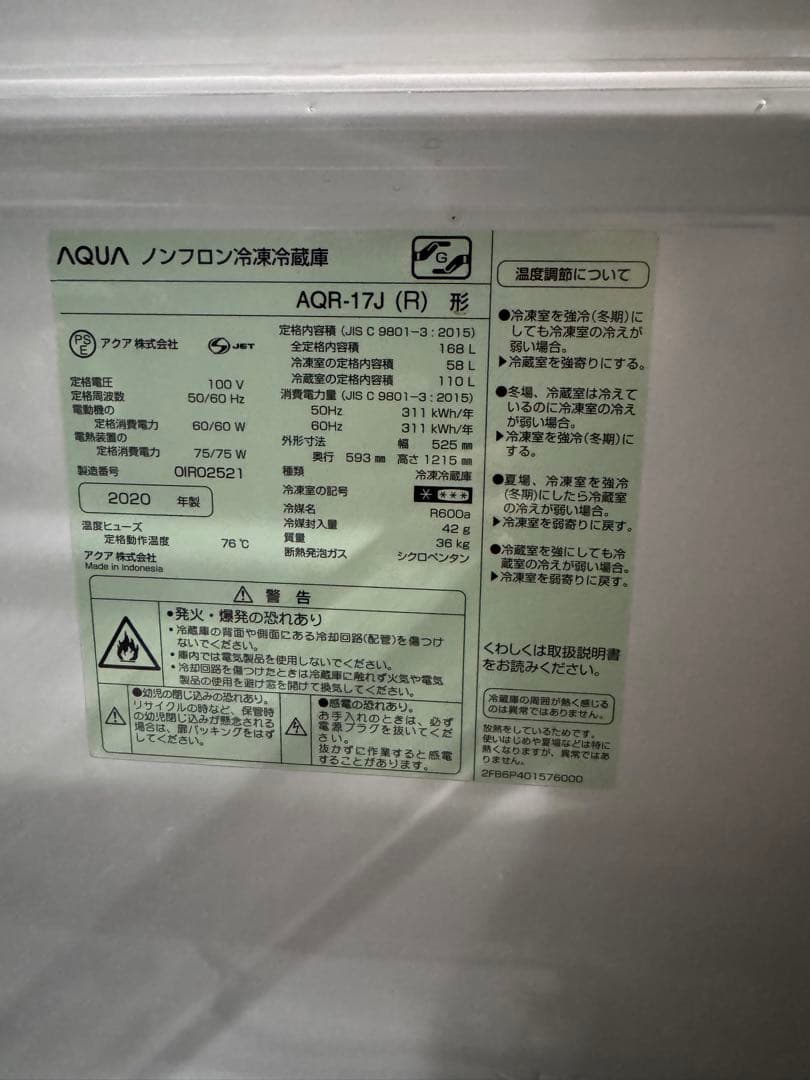 AQUA ノンフロン冷凍冷蔵庫
G
AQR-17J (R) 形
PS E アクア 株式会社 S JET
定格電圧 100 V
定格周波数 50/60 Hz
電動機の
定格消費電力 60/60 W
電熱装置の
定格消費電力 75/75 W
製造番号 0IR02521
2020 年製
温度ヒューズ
定格動作温度 76 ℃
アクア 株式会社
Made in Indonesia
定格内容積 (JIS C 9801-3 : 2015)
全定格内容積 168 L
冷凍室の定格内容積 58 L
冷蔵室の定格内容積 110 L
消費電力量 (JIS C 9801-3 : 2015)
50Hz 311 kWh/年
60Hz 311 kWh/年
外形寸法 幅 525 mm
奥行 593 mm 高さ 1215 mm
種類 冷凍冷蔵庫
冷凍室の記号
冷媒名 R600a
冷媒封入量 42 g
質量 36 kg
断熱発泡ガス シクロペンタン
警 告
●発火・爆発の恐れあり
・冷蔵庫の背面や側面にある冷却回路(配管)を傷つけ
ないでください。
・庫内では電気製品を使用しないでください。
・冷却回路を傷つけたときは冷蔵庫に触れず火気や電気
製品の使用を避け窓を開けて換気してください。
●幼児の閉じ込みの恐れあり。
リサイクルの時など、保管時
の幼児閉じ込みが懸念される
場合は、扉パッキングをはず
してください。
●感電の恐れあり。
お手入れのときは、必ず
電源プラグを抜いてくだ
さい。
抜かずに作業すると感電
することがあります。
温度調節について
●冷凍室を強冷(冬期)に
しても冷凍室の冷えが
弱い場合。
▶冷蔵室を強寄りにする。
●冬場、冷蔵室は冷えて
いるのに冷凍室の冷え
が弱い場合。
▶冷凍室を強冷(冬期)に
する。
●夏場、冷凍室を強冷
(冬期)にしたら冷蔵室
の冷えが弱い場合。
▶冷凍室を弱寄りに戻す。
●冷蔵室を強にしても冷
蔵室の冷えが弱い場合。
▶冷凍室を弱寄りに戻す。
くわしくは取扱説明書
をお読みください。
冷蔵庫の周囲が熱く感じる
のは異常ではありません。
放熱をしているためです。
使いはじめや夏場などは特に
熱くなりますが、異常ではあ
りません。
2FB6P401576000